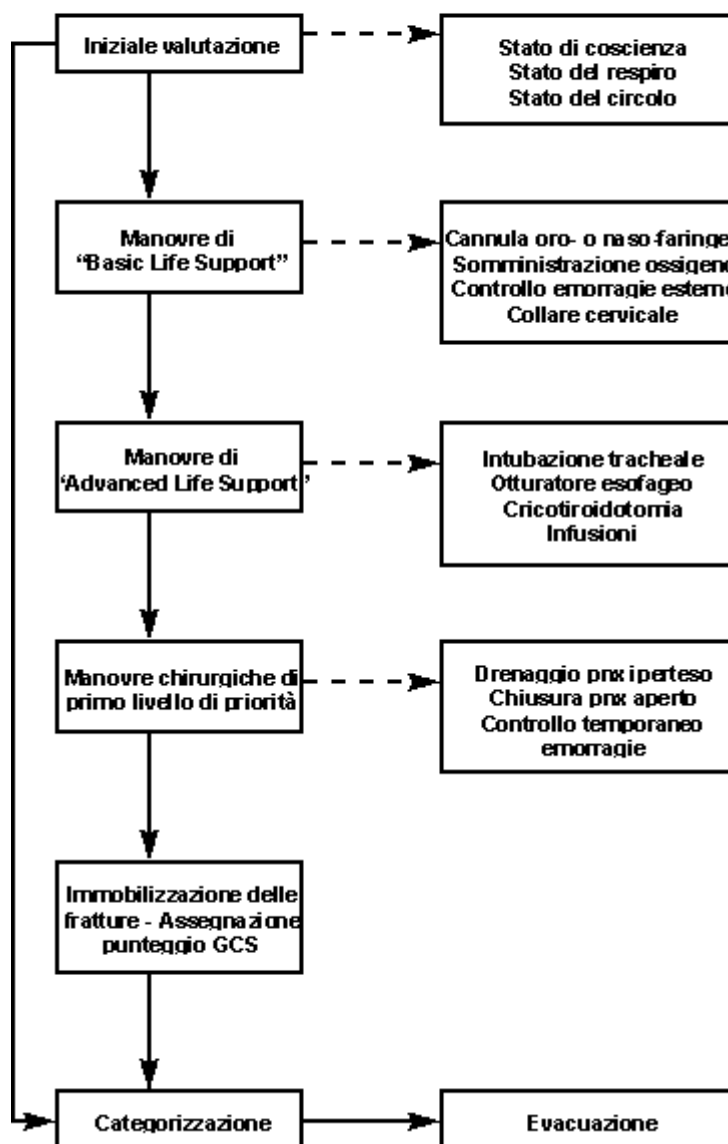 Iniziale valutazione
Stato di coscienza
Stato del respiro
Stato del circolo
Manovre di
“Basic Life Support”
Cannula oro- o naso-faringe
Somministrazione ossigeno
Controllo emorragie esterne
Collare cervicale
Manovre di
‘Advanced Life Support’
Intubazione tracheale
Otturatore esofageo
Cricotiroidotomia
Infusioni
Manovre chirurgiche di
primo livello di priorità
Drenaggio pnx iperteso
Chiusura pnx aperto
Controllo temporaneo
emorragie
Immobilizzazione delle
fratture - Assegnazione
punteggio GCS
Categorizzazione
Evacuazione